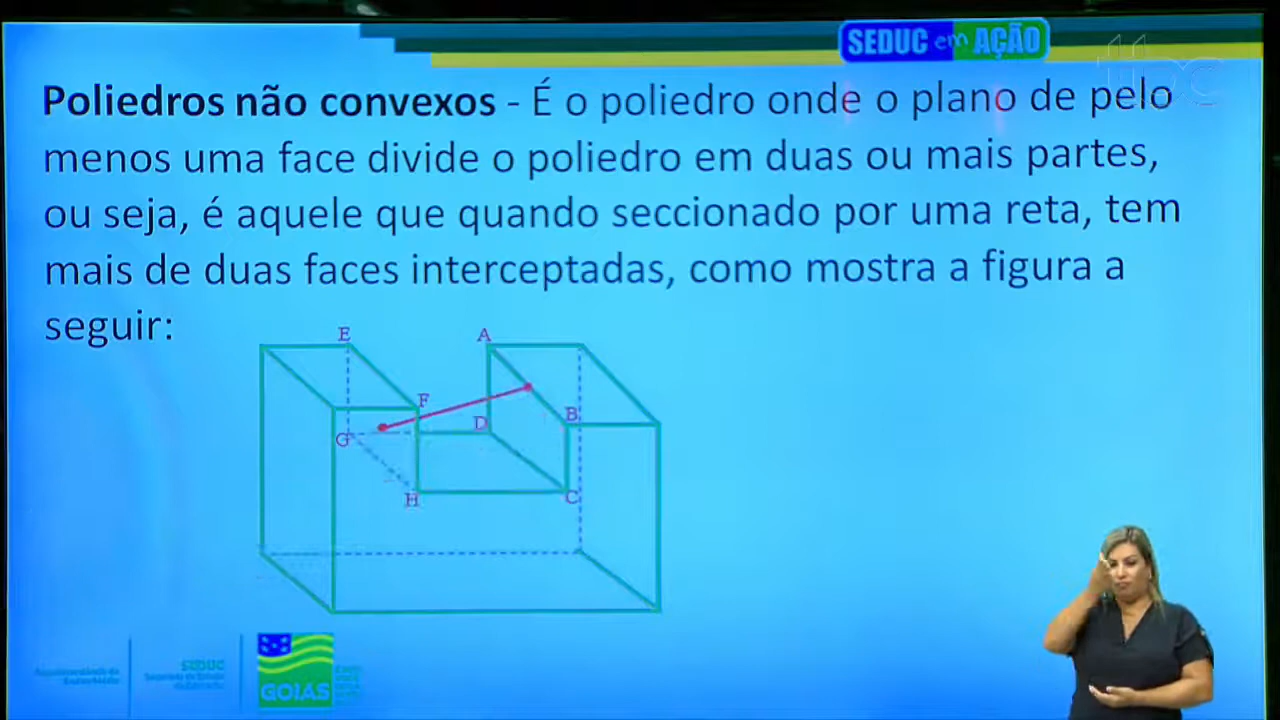 SEDUC em AÇÃO
tbc
Poliedros não convexos - É o poliedro onde o plano de pelo
menos uma face divide o poliedro em duas ou mais partes,
ou seja, é aquele que quando seccionado por uma reta, tem
mais de duas faces interceptadas, como mostra a figura a
seguir:
E
A
F
B
D
G
H
C
SEDUC
GOIÁS